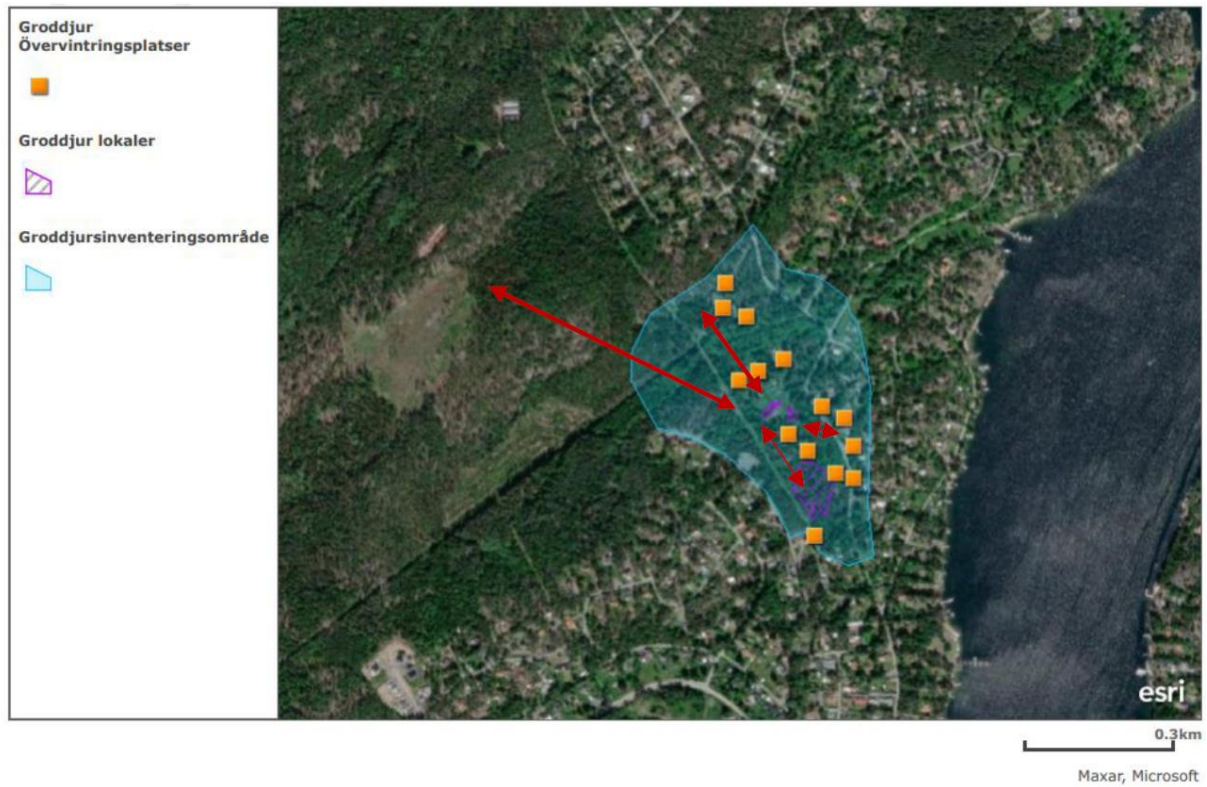 Groddjur
Övervintringsplatser
Groddjur lokaler
Groddjursinventeringsområde
esri
0.3km
Maxar, Microsoft